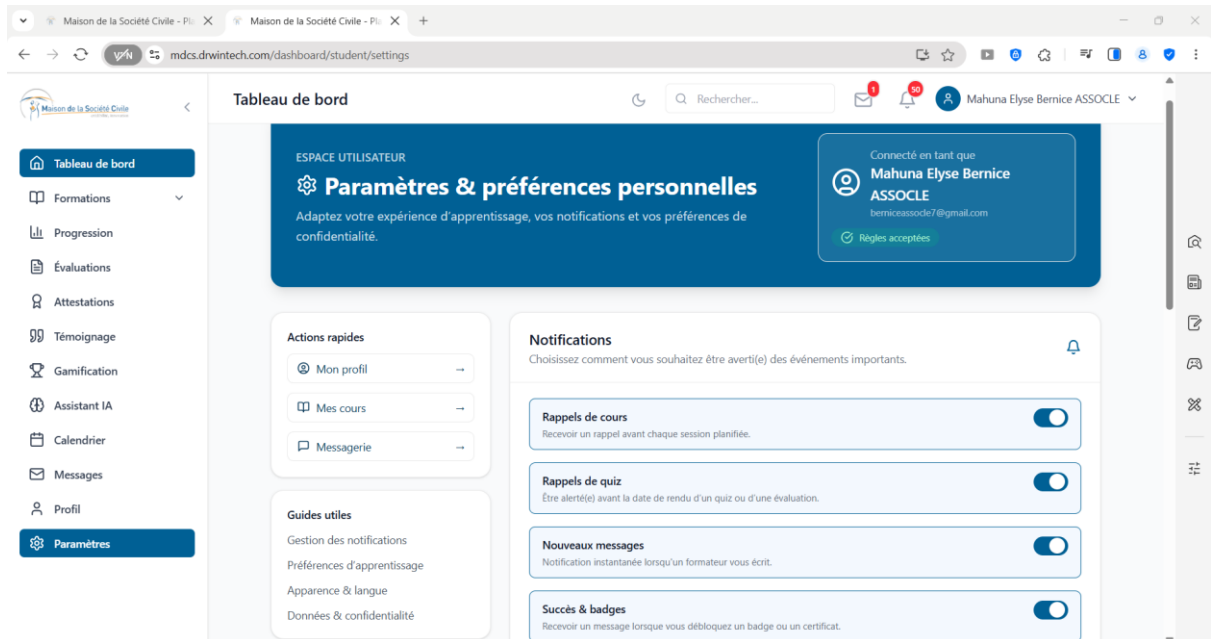 Maison de la Société Civile - Pla
Maison de la Société Civile - Pla
VPN
mdcs.drwintech.com/dashboard/student/settings
Maison de la Société Civile
Tableau de bord
Rechercher...
1
50
Mahuna Elyse Bernice ASSOCLE
Tableau de bord
Formations
Progression
Évaluations
Attestations
Témoignage
Gamification
Assistant IA
Calendrier
Messages
Profil
Paramètres
ESPACE UTILISATEUR
Paramètres & préférences personnelles
Adaptez votre expérience d'apprentissage, vos notifications et vos préférences de
confidentialité.
Connecté en tant que
Mahuna Elyse Bernice
ASSOCLE
berniceassocle7@gmail.com
Règles acceptées
Actions rapides
Mon profil →
Mes cours →
Messagerie →
Guides utiles
Gestion des notifications
Préférences d'apprentissage
Apparence & langue
Données & confidentialité
Notifications
Choisissez comment vous souhaitez être averti(e) des événements importants.
Rappels de cours
Recevoir un rappel avant chaque session planifiée.
Rappels de quiz
Être alerté(e) avant la date de rendu d'un quiz ou d'une évaluation.
Nouveaux messages
Notification instantanée lorsqu'un formateur vous écrit.
Succès & badges
Recevoir un message lorsque vous débloquez un badge ou un certificat.